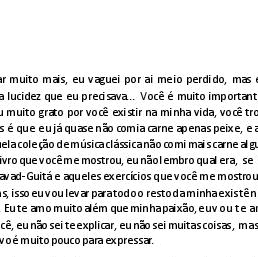 ar muito mais, eu vaguei por ai meio perdido, mas e
a lucidez que eu precisava... Você é muito important
u muito grato por você existir na minha vida, você tro
s é que eu já quase não comia carne apenas peixe, e a
uela coleção de música clássica não comi mais carne algu
ivro que você me mostrou, eu não lembro qual era, se
avad-Guitá e aqueles exercícios que você me mostrou
as, isso eu vou levar para todo o resto da minha existên
. Eu te amo muito além que minha paixão, eu vou te ar
cê, eu não sei te explicar, eu não sei muitas coisas, mas
vo é muito pouco para expressar.